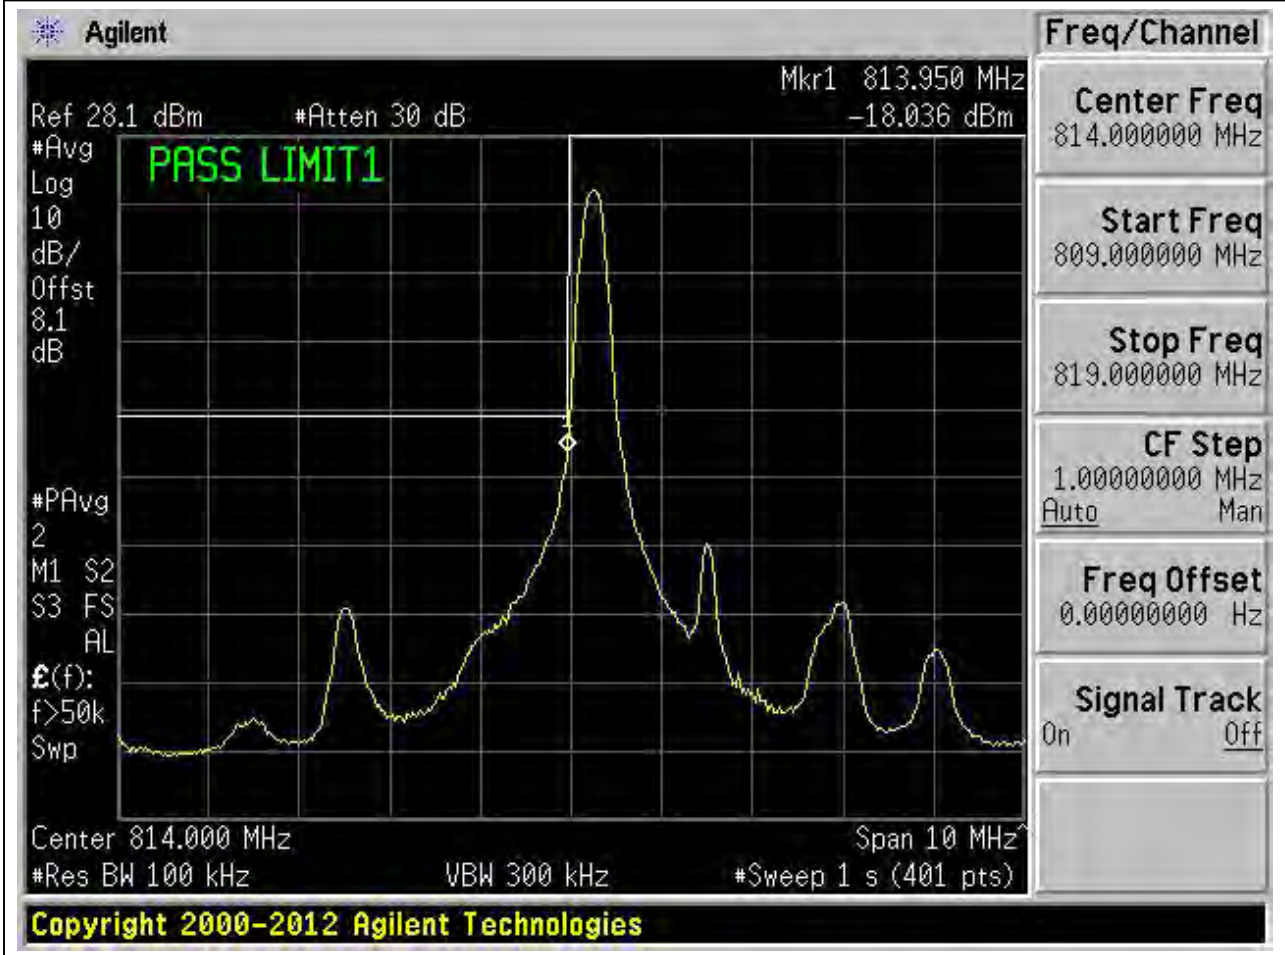 Agilent
Freq/Channel
Mkr1 813.950 MHz
Ref 28.1 dBm #Atten 30 dB -18.036 dBm
#Avg
Log
10
dB/
Offst
8.1
dB
PASS LIMIT1
1
#PAvg
2
M1 S2
S3 FS
AL
£(f):
f>50k
Swp
Center 814.000 MHz Span 10 MHz^
#Res BW 100 kHz VBW 300 kHz #Sweep 1 s (401 pts)
Copyright 2000-2012 Agilent Technologies
Center Freq
814.000000 MHz
Start Freq
809.000000 MHz
Stop Freq
819.000000 MHz
CF Step
1.00000000 MHz
Auto Man
Freq Offset
0.00000000 Hz
Signal Track
On Off